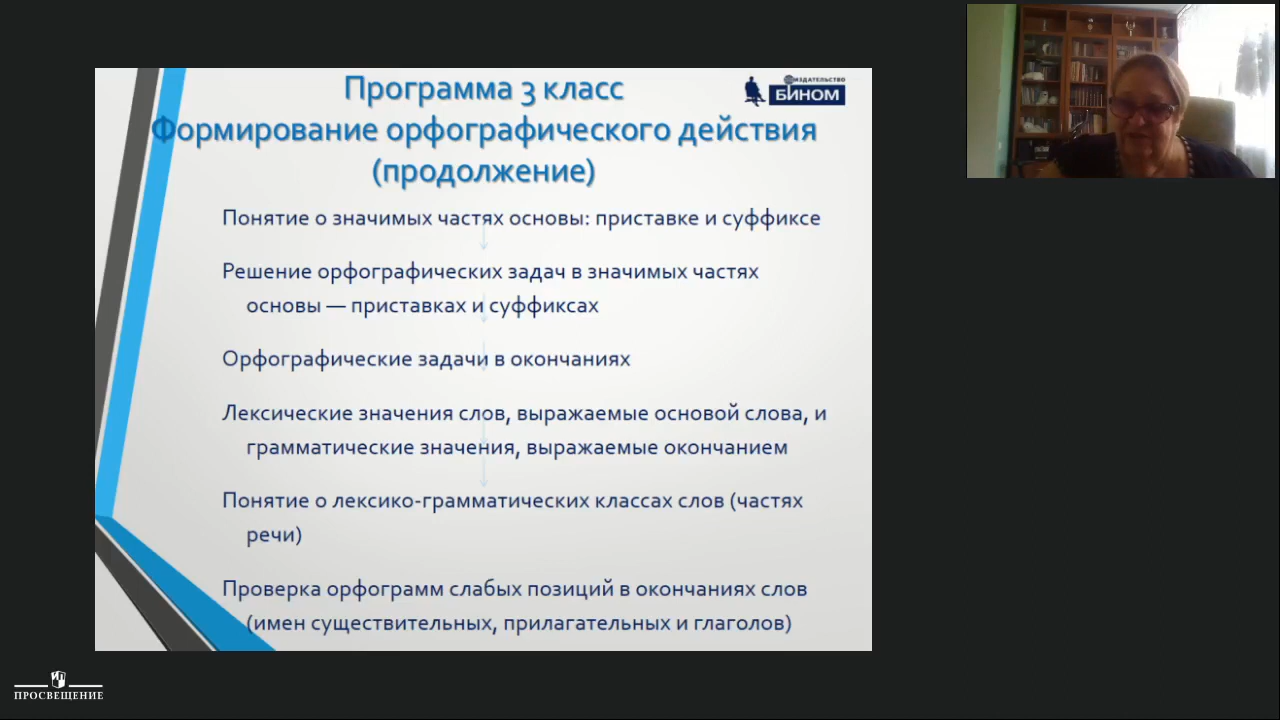 Программа 3 класс
Формирование орфографического действия
(продолжение)
ИЗДАТЕЛЬСТВО
БИНОМ
Понятие о значимых частях основы: приставке и суффиксе
Решение орфографических задач в значимых частях
основы — приставках и суффиксах
Орфографические задачи в окончаниях
Лексические значения слов, выражаемые основой слова, и
грамматические значения, выражаемые окончанием
Понятие о лексико-грамматических классах слов (частях
речи)
Проверка орфограмм слабых позиций в окончаниях слов
(имен существительных, прилагательных и глаголов)
ПРОСВЕЩЕНИЕ